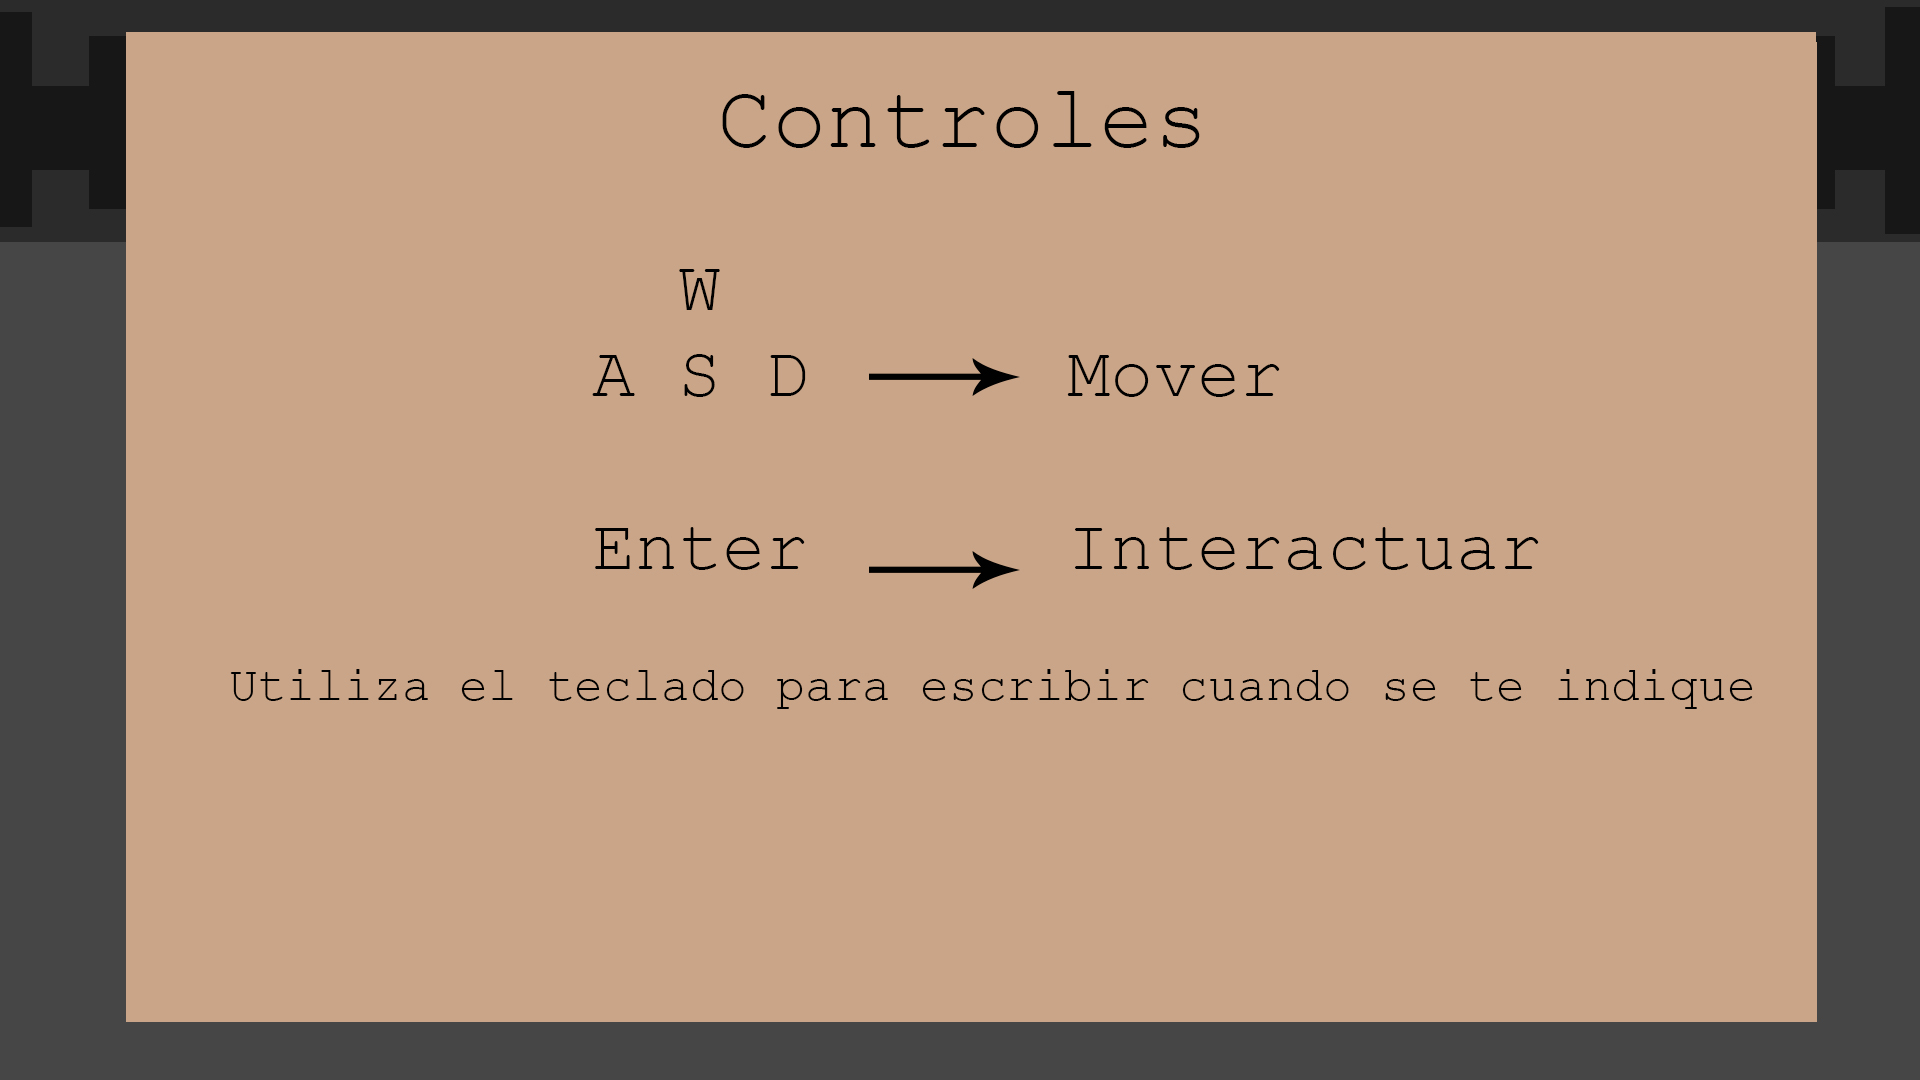 Controles
W
A S D → Mover
Enter → Interactuar
Utiliza el teclado para escribir cuando se te indique